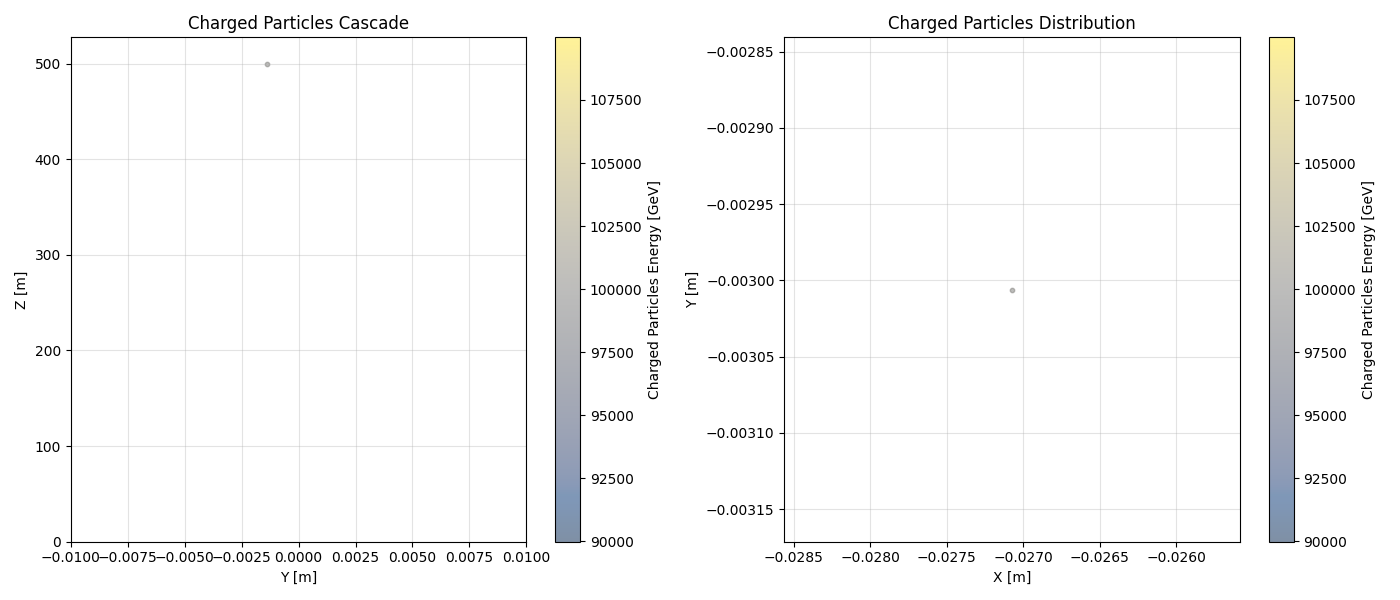 Charged Particles Cascade
Z [m]
500
400
300
200
100
0
−0.0100 −0.0075 −0.0050 −0.0025 0.0000 0.0025 0.0050 0.0075 0.0100
Y [m]
107500
105000
102500
100000
97500
95000
92500
90000
Charged Particles Energy [GeV]
Charged Particles Distribution
Y [m]
−0.00285
−0.00290
−0.00295
−0.00300
−0.00305
−0.00310
−0.00315
−0.0285 −0.0280 −0.0275 −0.0270 −0.0265 −0.0260
X [m]
107500
105000
102500
100000
97500
95000
92500
90000
Charged Particles Energy [GeV]